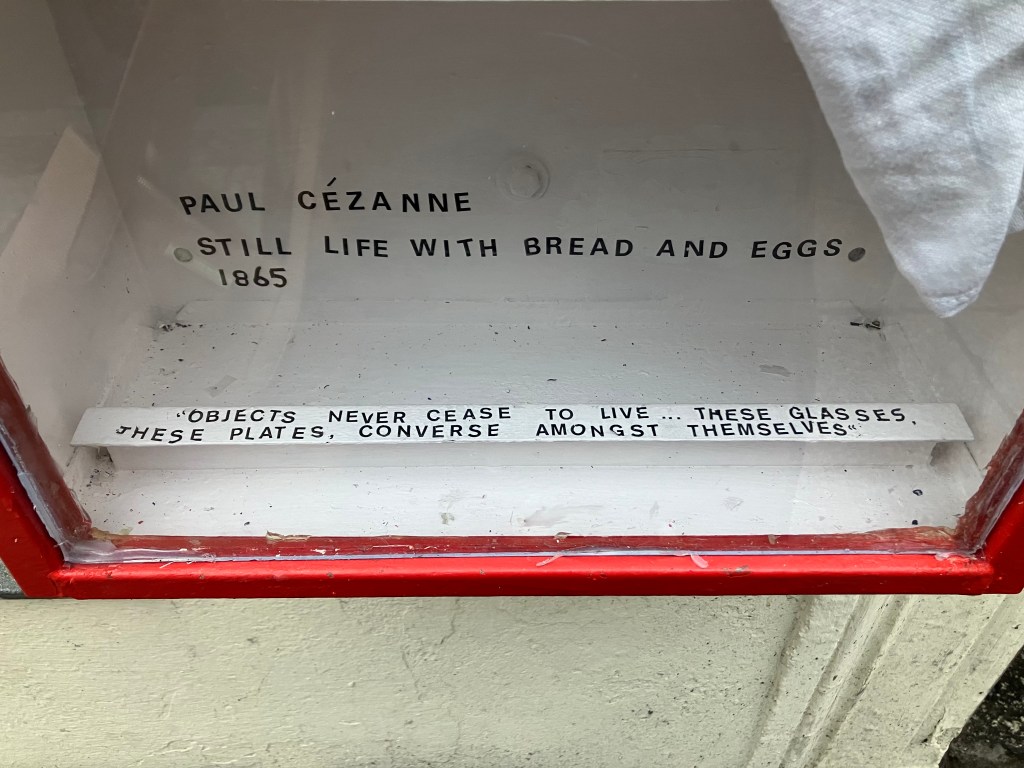 PAUL CÉZANNE
STILL LIFE WITH BREAD AND EGGS
1865
"OBJECTS NEVER CEASE TO LIVE... THESE GLASSES,
THESE PLATES, CONVERSE AMONGST THEMSELVES"